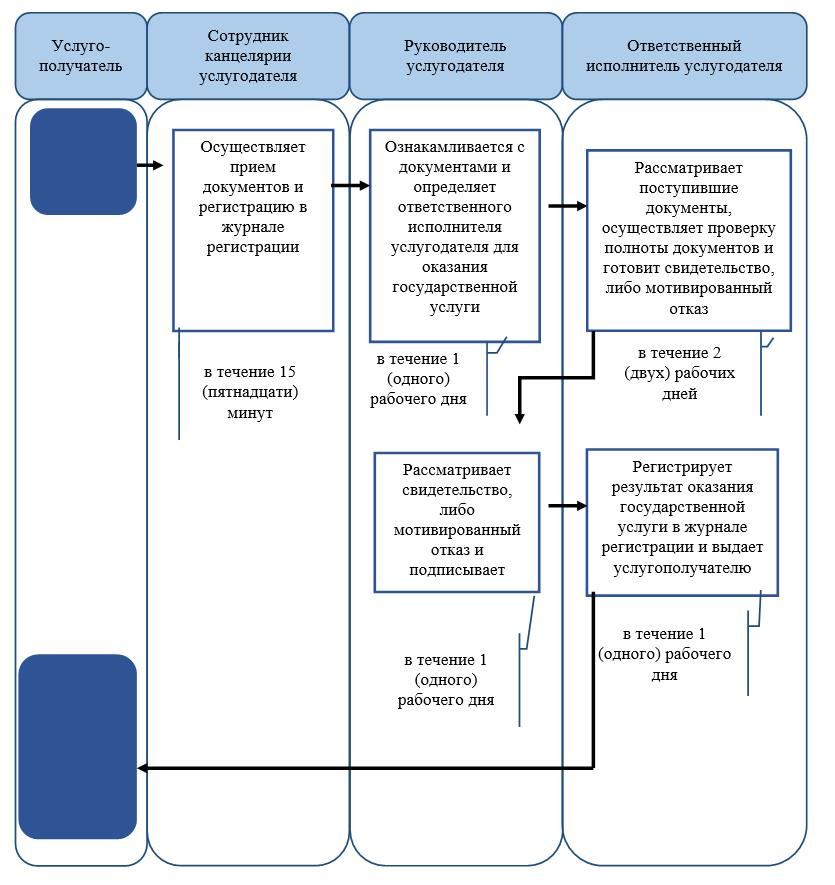 Услуго-
получатель
Сотрудник
канцелярии
услугодателя
Руководитель
услугодателя
Ответственный
исполнитель услугодателя
Осуществляет
прием
документов и
регистрацию в
журнале
регистрации
в течение 15
(пятнадцати)
минут
Ознакамливается с
документами и
определяет
ответственного
исполнителя
услугодателя для
оказания
государственной
услуги
в течение 1
(одного)
рабочего дня
Рассматривает
поступившие
документы,
осуществляет проверку
полноты документов и
готовит свидетельство,
либо мотивированный
отказ
в течение 2
(двух) рабочих
дней
Рассматривает
свидетельство,
либо
мотивированный
отказ и
подписывает
в течение 1
(одного)
рабочего дня
Регистрирует
результат оказания
государственной
услуги в журнале
регистрации и выдает
услугополучателю
в течение 1
(одного) рабочего
дня